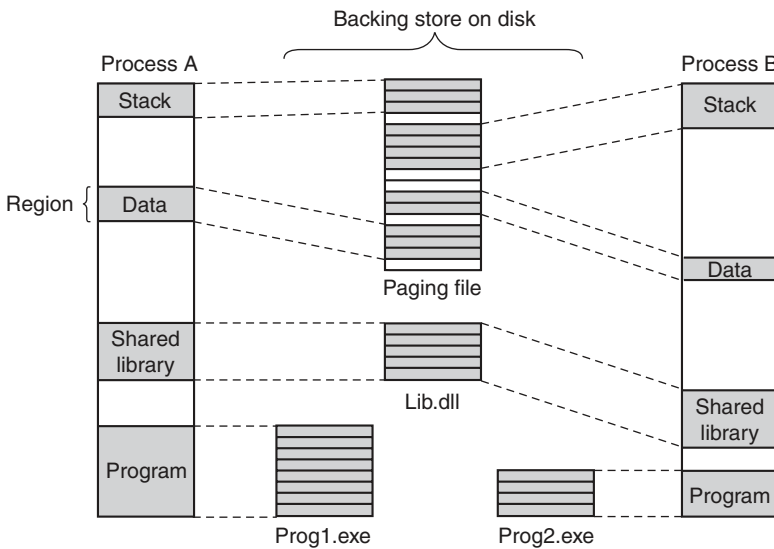 Backing store on disk
Process A
Process B
Stack
Stack
Region
Data
Data
Paging file
Shared
library
Lib.dll
Shared
library
Program
Program
Prog1.exe
Prog2.exe